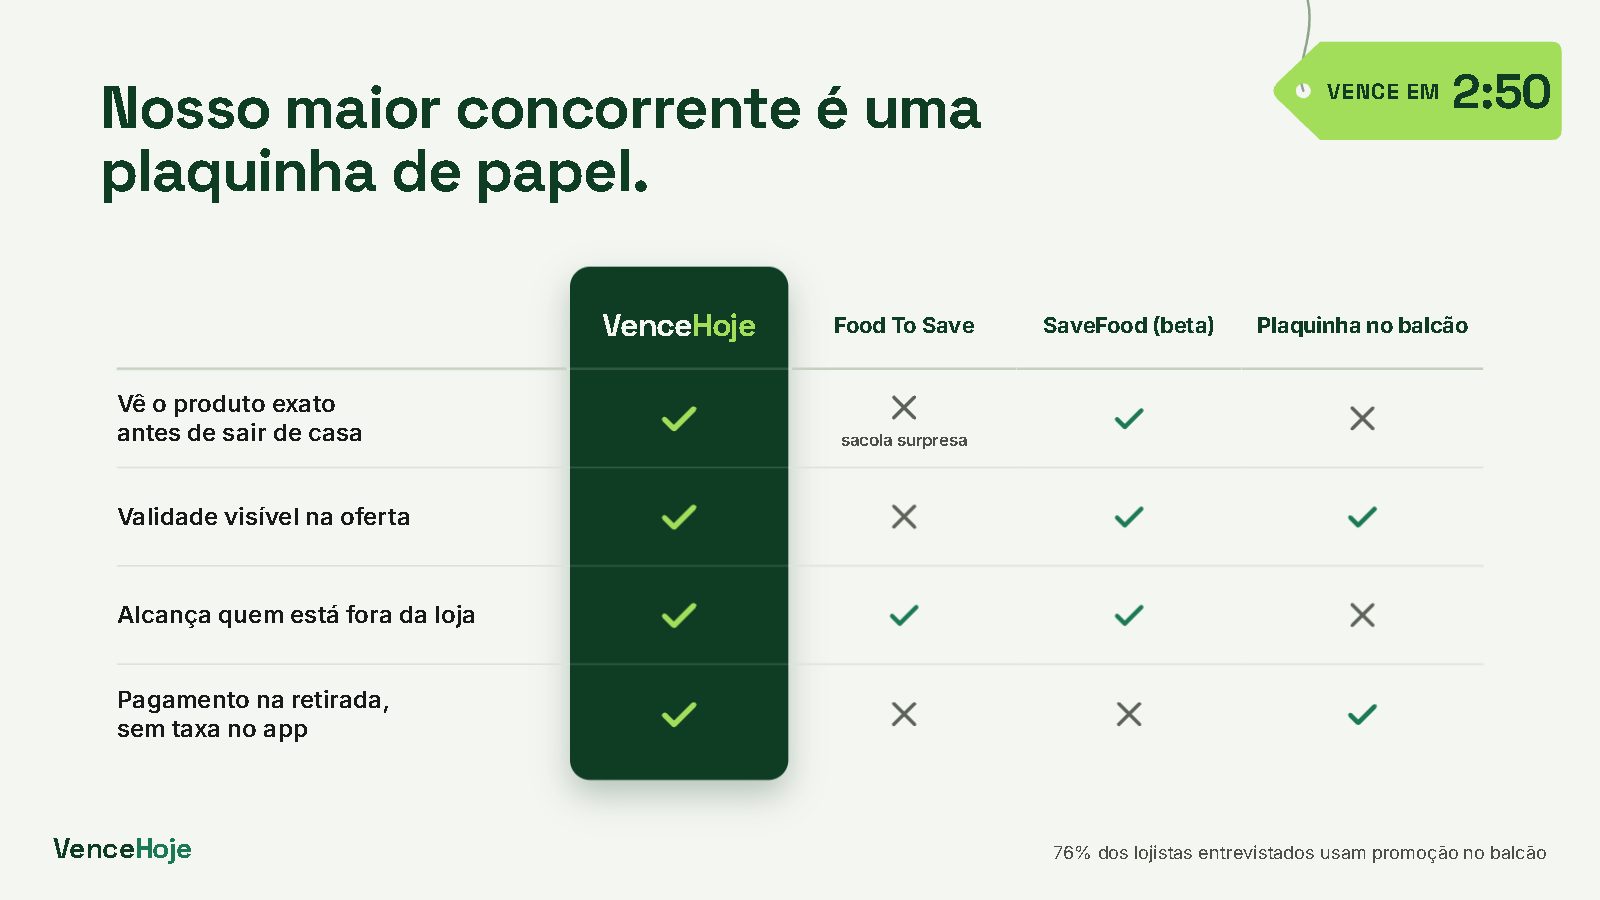 VENCE EM 2:50
Nosso maior concorrente é uma
plaquinha de papel.
VenceHoje
Food To Save
SaveFood (beta)
Plaquinha no balcão
Vê o produto exato
antes de sair de casa
sacola surpresa
Validade visível na oferta
Alcança quem está fora da loja
Pagamento na retirada,
sem taxa no app
VenceHoje
76% dos lojistas entrevistados usam promoção no balcão